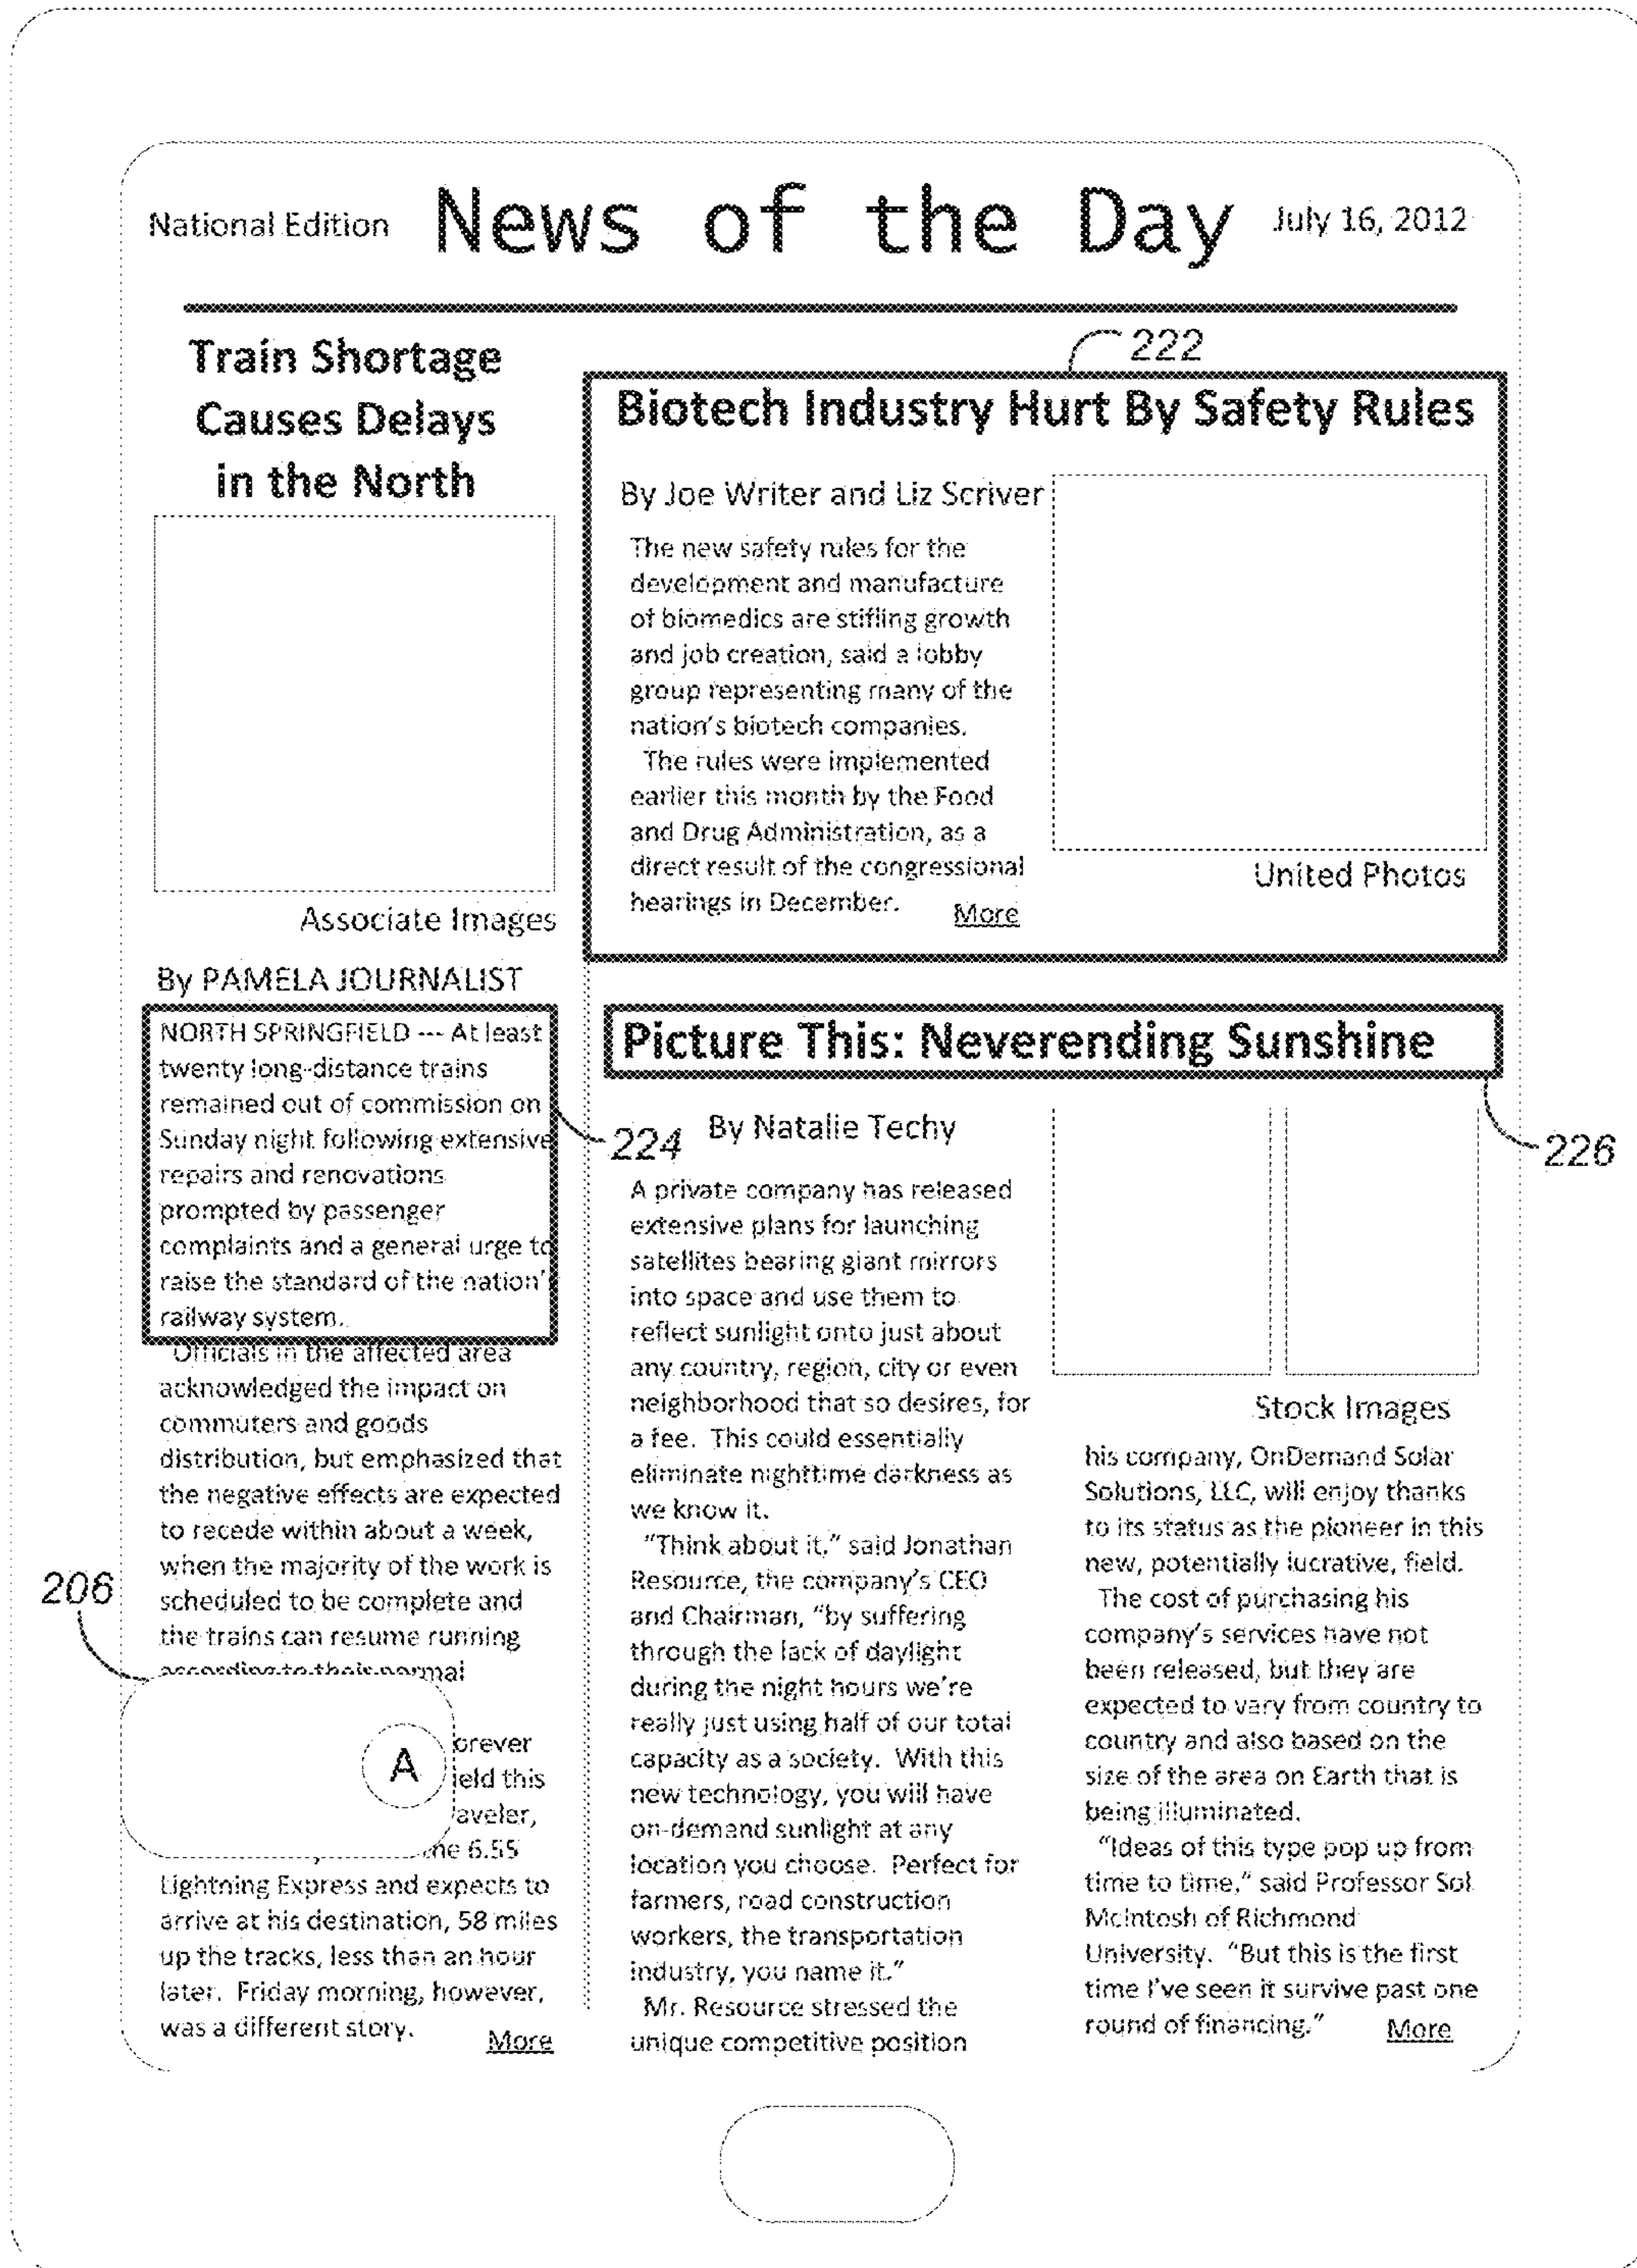 National Edition
News of the Day
July 16, 2012
Train Shortage
Causes Delays
in the North
Associate Images
By PAMELA JOURNALIST
NORTH SPRINGFIELD --- At least
twenty long-distance trains
remained out of commission on
Sunday night following extensive
repairs and renovations
prompted by passenger
complaints and a general urge to
raise the standard of the nation's
railway system.
Officials in the affected area
acknowledged the impact on
commuters and goods
distribution, but emphasized that
the negative effects are expected
to recede within about a week,
when the majority of the work is
scheduled to be complete and
the trains can resume running
according to their normal
206
A
orever
ield this
aveler,
6.55
Lightning Express and expects to
arrive at his destination, 58 miles
up the tracks, less than an hour
later. Friday morning, however,
was a different story.
More
222
Biotech Industry Hurt By Safety Rules
By Joe Writer and Liz Scriver
The new safety rules for the
development and manufacture
of biomedics are stifling growth
and job creation, said a lobby
group representing many of the
nation's biotech companies.
The rules were implemented
earlier this month by the Food
and Drug Administration, as a
direct result of the congressional
hearings in December.
More
United Photos
Picture This: Neverending Sunshine
224
226
By Natalie Techy
A private company has released
extensive plans for launching
satellites bearing giant mirrors
into space and use them to
reflect sunlight onto just about
any country, region, city or even
neighborhood that so desires, for
a fee. This could essentially
eliminate nighttime darkness as
we know it.
"Think about it," said Jonathan
Resource, the company's CEO
and Chairman, "by suffering
through the lack of daylight
during the night hours we're
really just using half of our total
capacity as a society. With this
new technology, you will have
on-demand sunlight at any
location you choose. Perfect for
farmers, road construction
workers, the transportation
industry, you name it."
Mr. Resource stressed the
unique competitive position
Stock Images
his company, OnDemand Solar
Solutions, LLC, will enjoy thanks
to its status as the pioneer in this
new, potentially lucrative, field.
The cost of purchasing his
company's services have not
been released, but they are
expected to vary from country to
country and also based on the
size of the area on Earth that is
being illuminated.
"Ideas of this type pop up from
time to time," said Professor Sol
McIntosh of Richmond
University. "But this is the first
time I've seen it survive past one
round of financing."
More